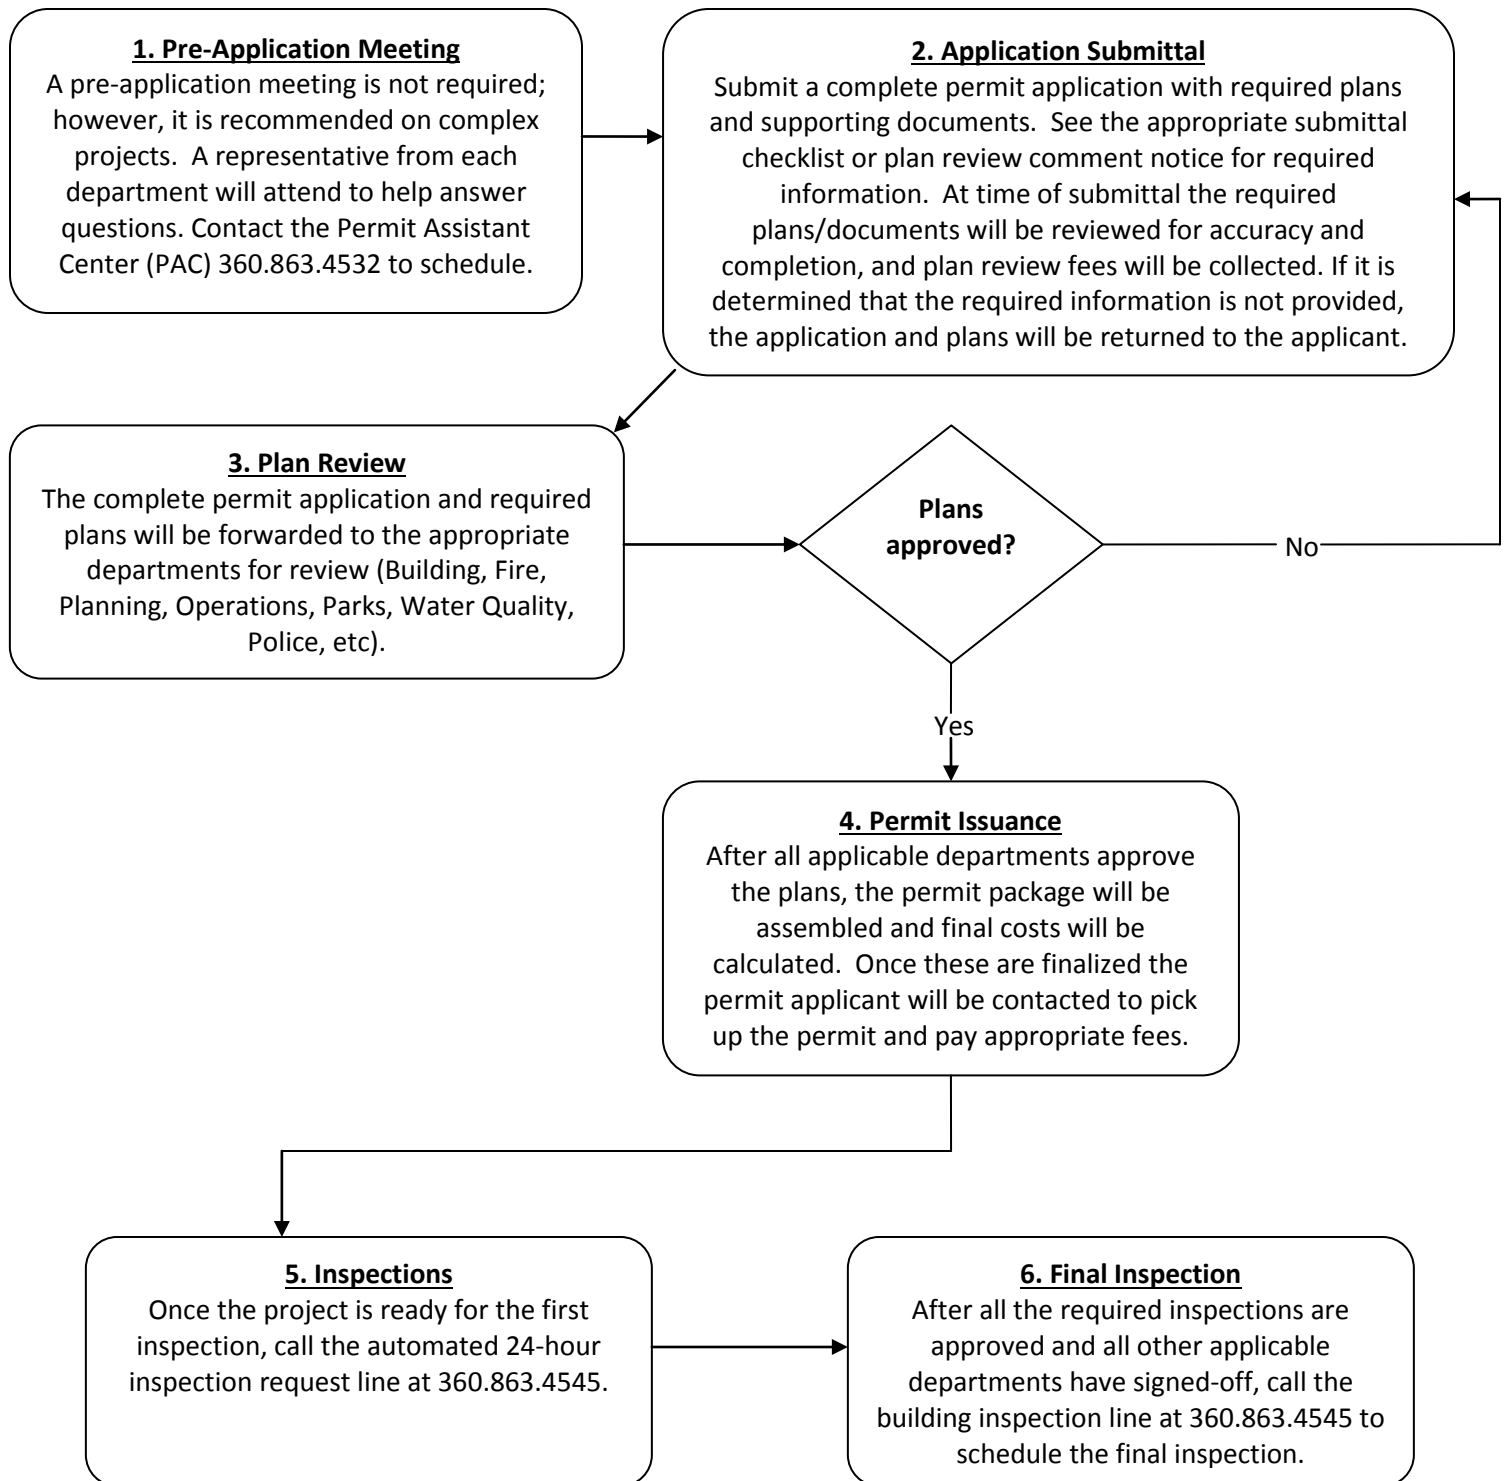 1. Pre-Application Meeting
A pre-application meeting is not required;
however, it is recommended on complex
projects.  A representative from each
department will attend to help answer
questions. Contact the Permit Assistant
Center (PAC) 360.863.4532 to schedule.
2. Application Submittal
Submit a complete permit application with required plans
and supporting documents.  See the appropriate submittal
checklist or plan review comment notice for required
information.  At time of submittal the required
plans/documents will be reviewed for accuracy and
completion, and plan review fees will be collected. If it is
determined that the required information is not provided,
the application and plans will be returned to the applicant.
3. Plan Review
The complete permit application and required
plans will be forwarded to the appropriate
departments for review (Building, Fire,
Planning, Operations, Parks, Water Quality,
Police, etc).
Plans
approved?
No
Yes
4. Permit Issuance
After all applicable departments approve
the plans, the permit package will be
assembled and final costs will be
calculated.  Once these are finalized the
permit applicant will be contacted to pick
up the permit and pay appropriate fees.
5. Inspections
Once the project is ready for the first
inspection, call the automated 24-hour
inspection request line at 360.863.4545.
6. Final Inspection
After all the required inspections are
approved and all other applicable
departments have signed-off, call the
building inspection line at 360.863.4545 to
schedule the final inspection.